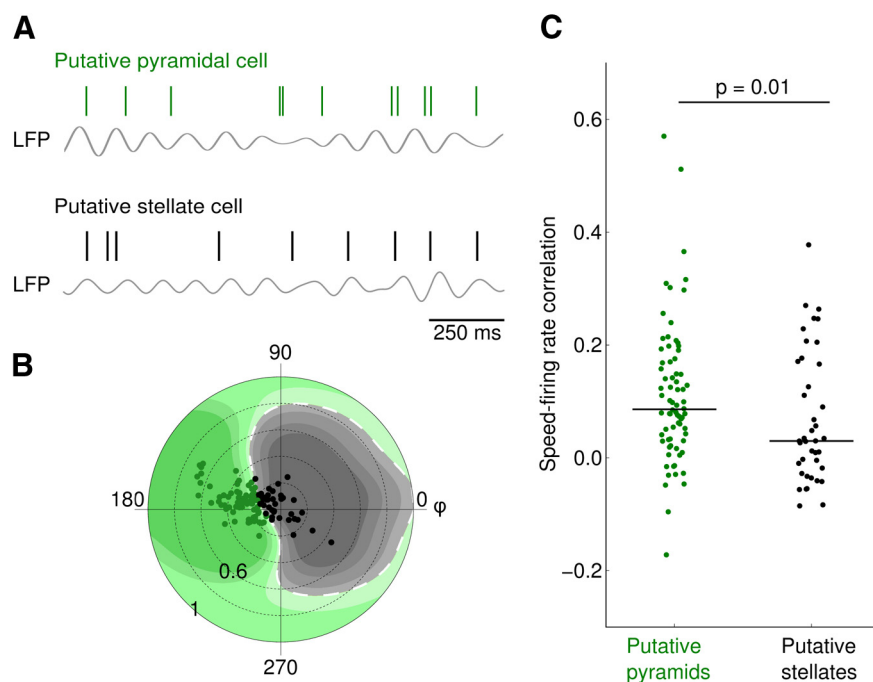 A
Putative pyramidal cell
LFP
Putative stellate cell
LFP
250 ms
B
90
180
0
φ
0.6
1
270
C
p = 0.01
Speed-firing rate correlation
0.6
0.4
0.2
0.0
−0.2
Putative
pyramids
Putative
stellates